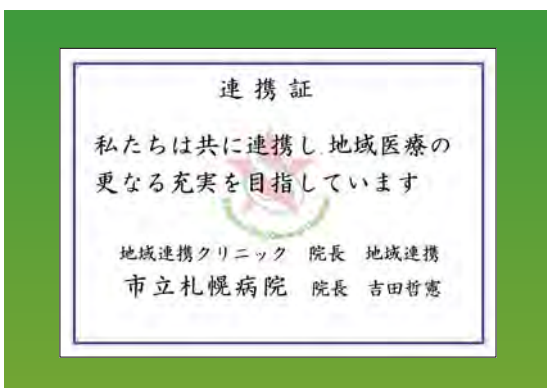 連携証
私たちは共に連携し 地域医療の
更なる充実を目指しています
地域連携クリニック 院長 地域連携
市立札幌病院 院長 吉田哲憲